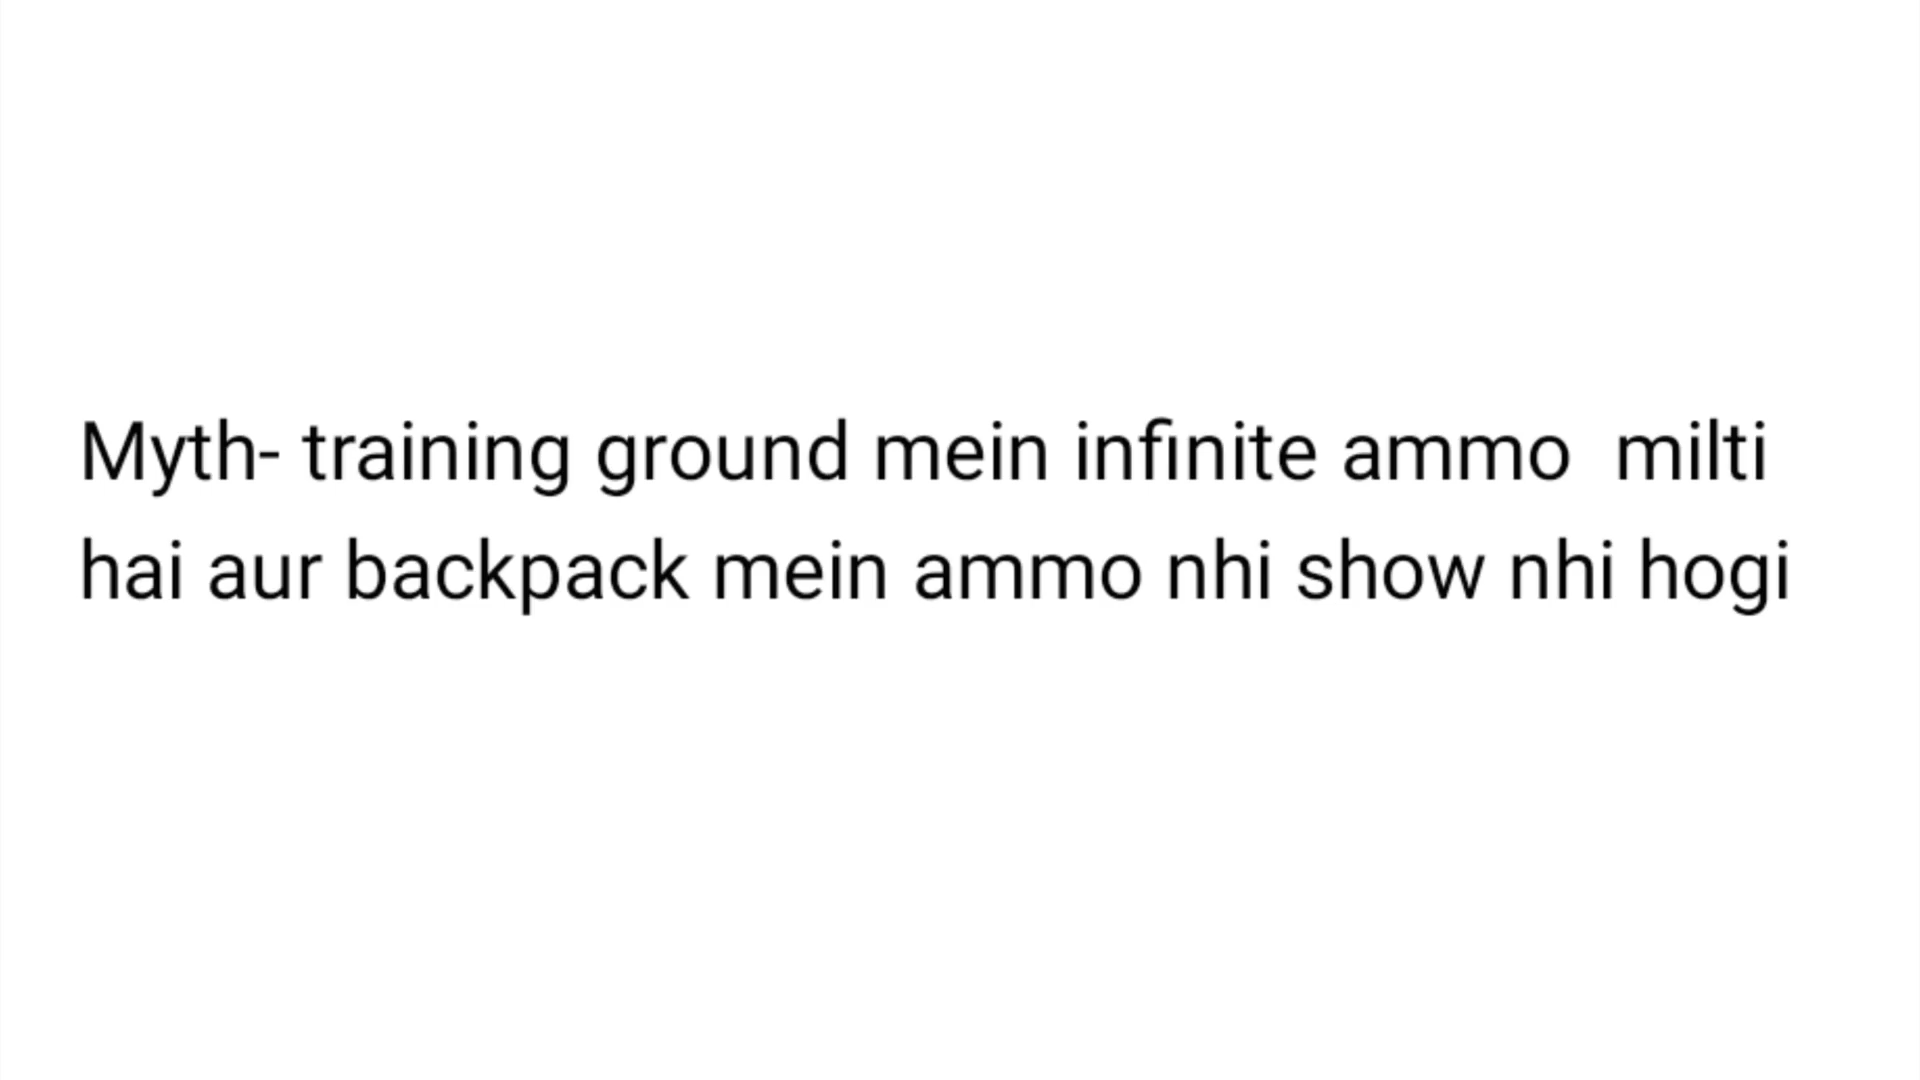 Myth- training ground mein infinite ammo  milti
hai aur backpack mein ammo nhi show nhi hogi